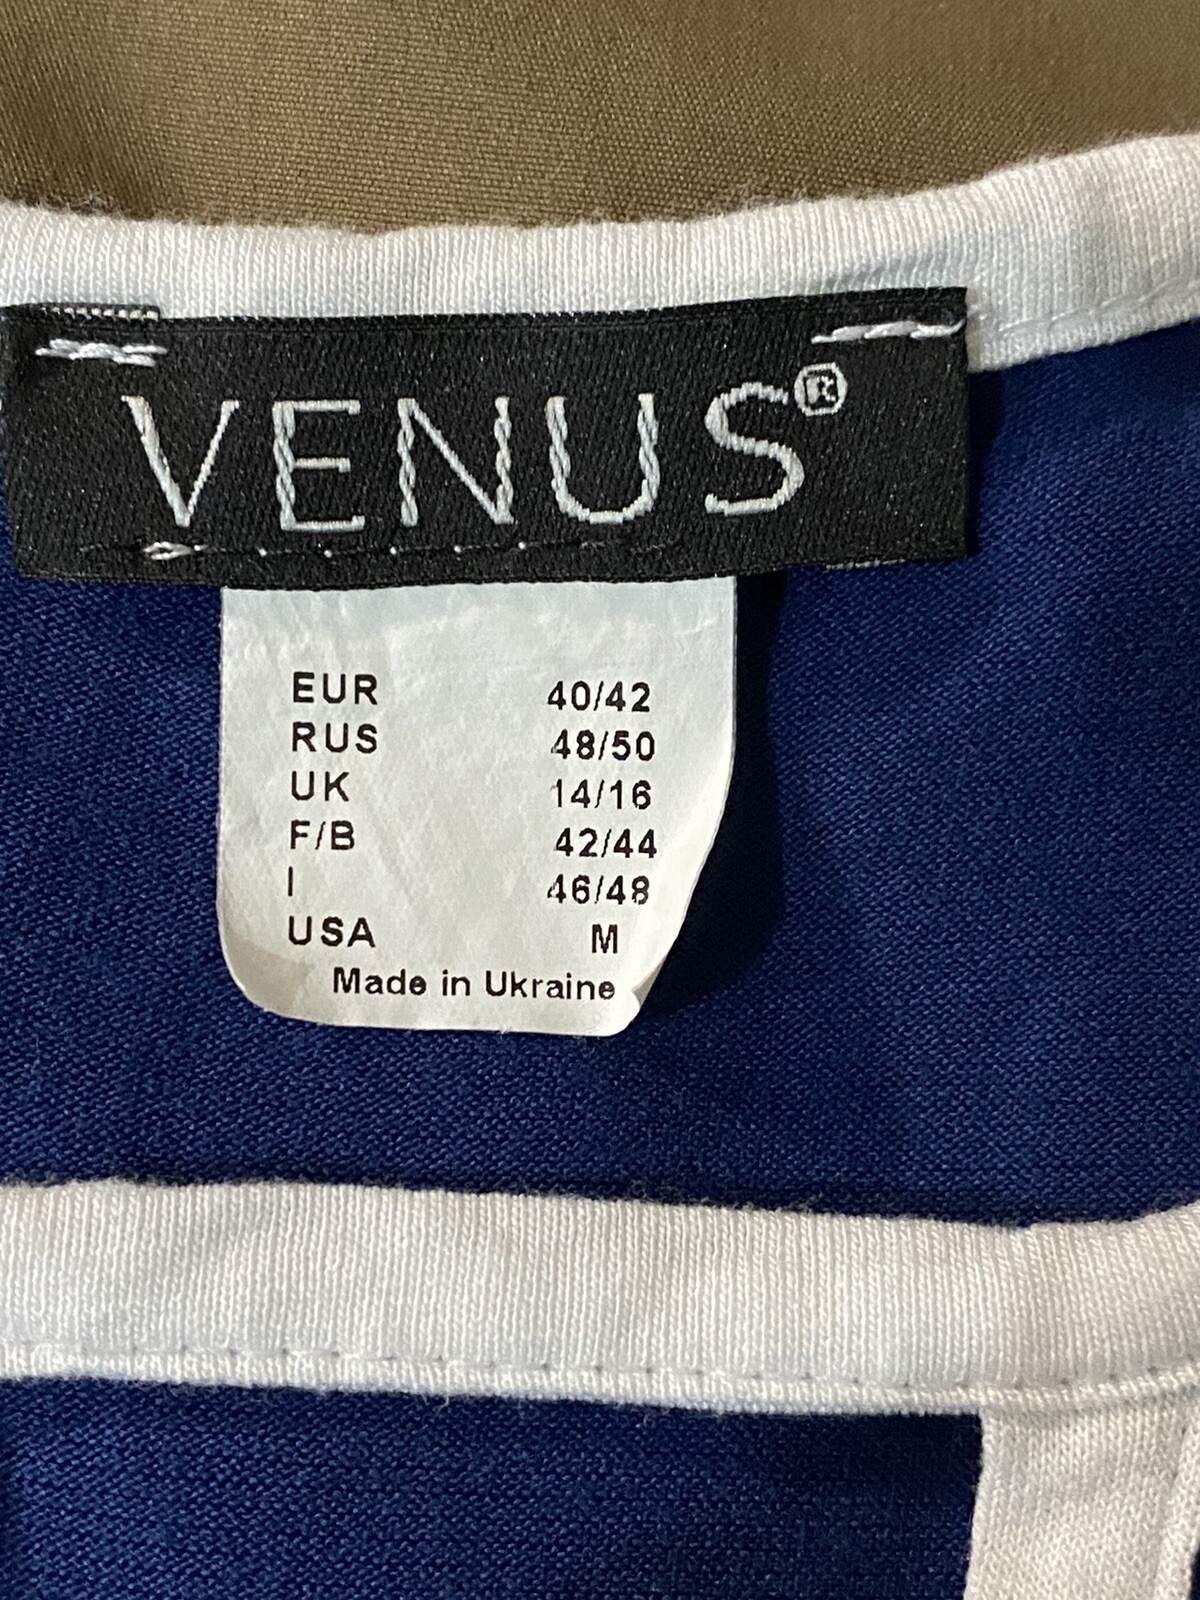 VENUS®
EUR 40/42
RUS 48/50
UK 14/16
F/B 42/44
I 46/48
USA M
Made in Ukraine